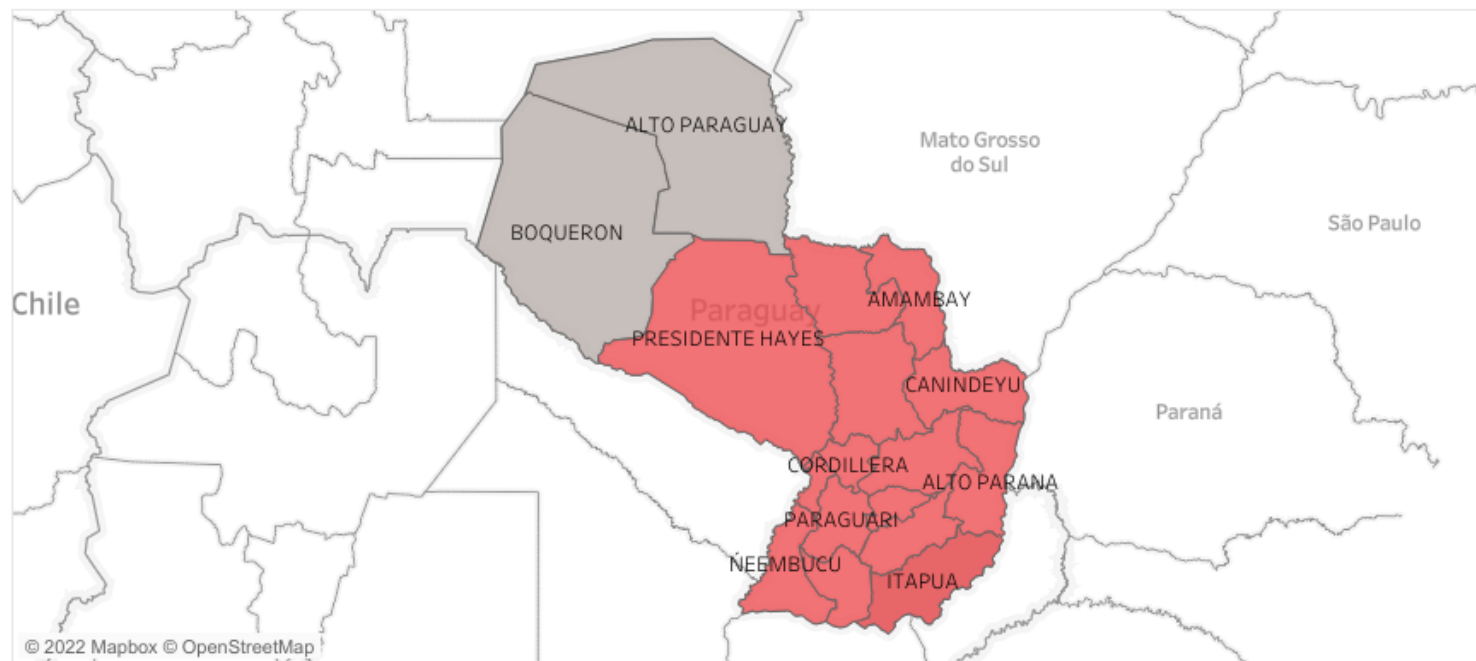 ALTO PARAGUAY
Mato Grosso
do Sul
São Paulo
BOQUERON
Chile
AMAMBAY
Paraguay
PRESIDENTE HAYES
CANINDEYU
Paraná
CORDILLERA
ALTO PARANA
PARAGUARI
ÑEEMBUCU
ITAPUA
© 2022 Mapbox © OpenStreetMap